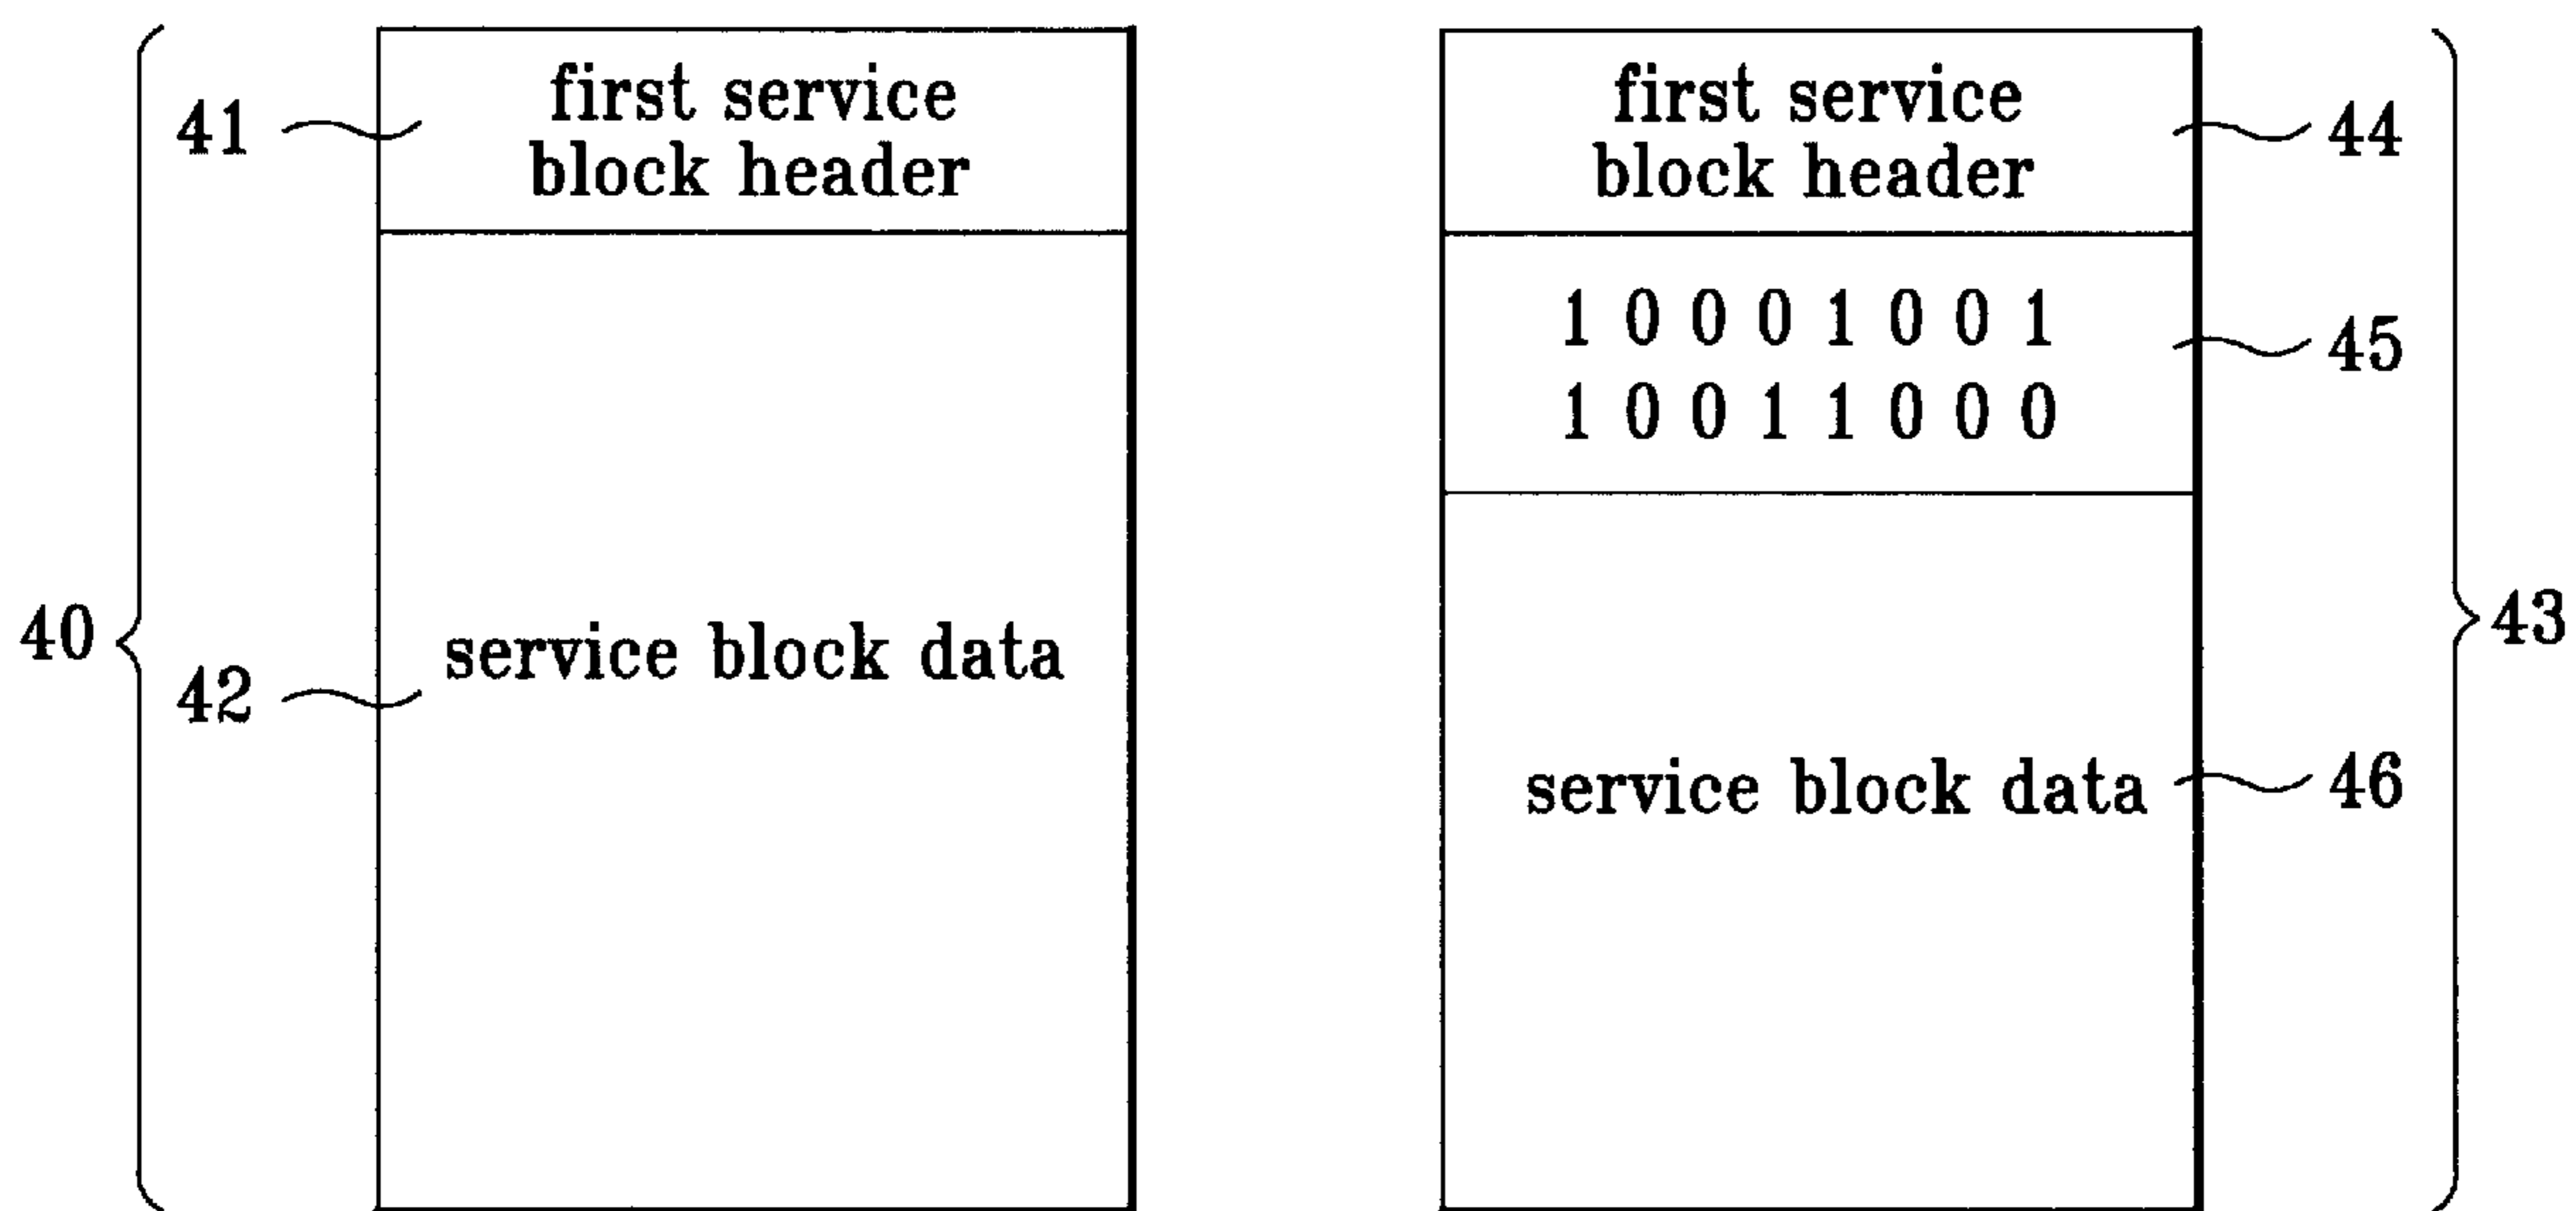 first service
block header
41
service block data
40
42
first service
block header
44
1 0 0 0 1 0 0 1
1 0 0 1 1 0 0 0
45
service block data
46
43